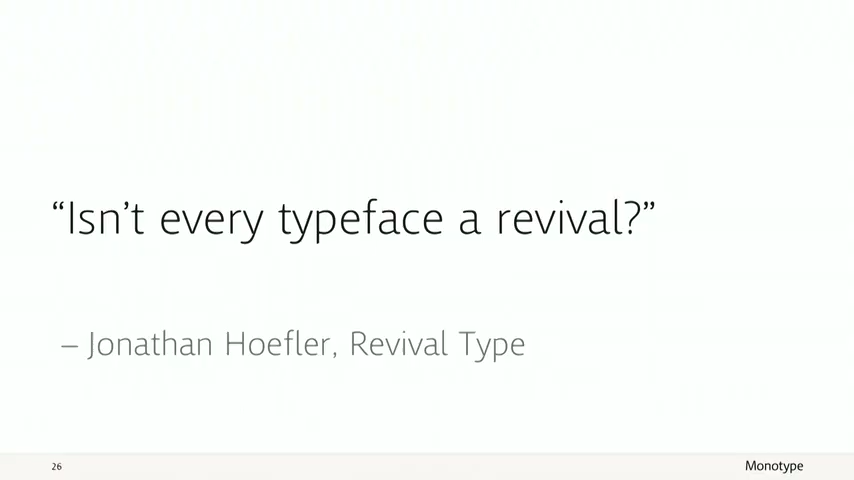 “Isn’t every typeface a revival?”
– Jonathan Hoefler, Revival Type
26
Monotype